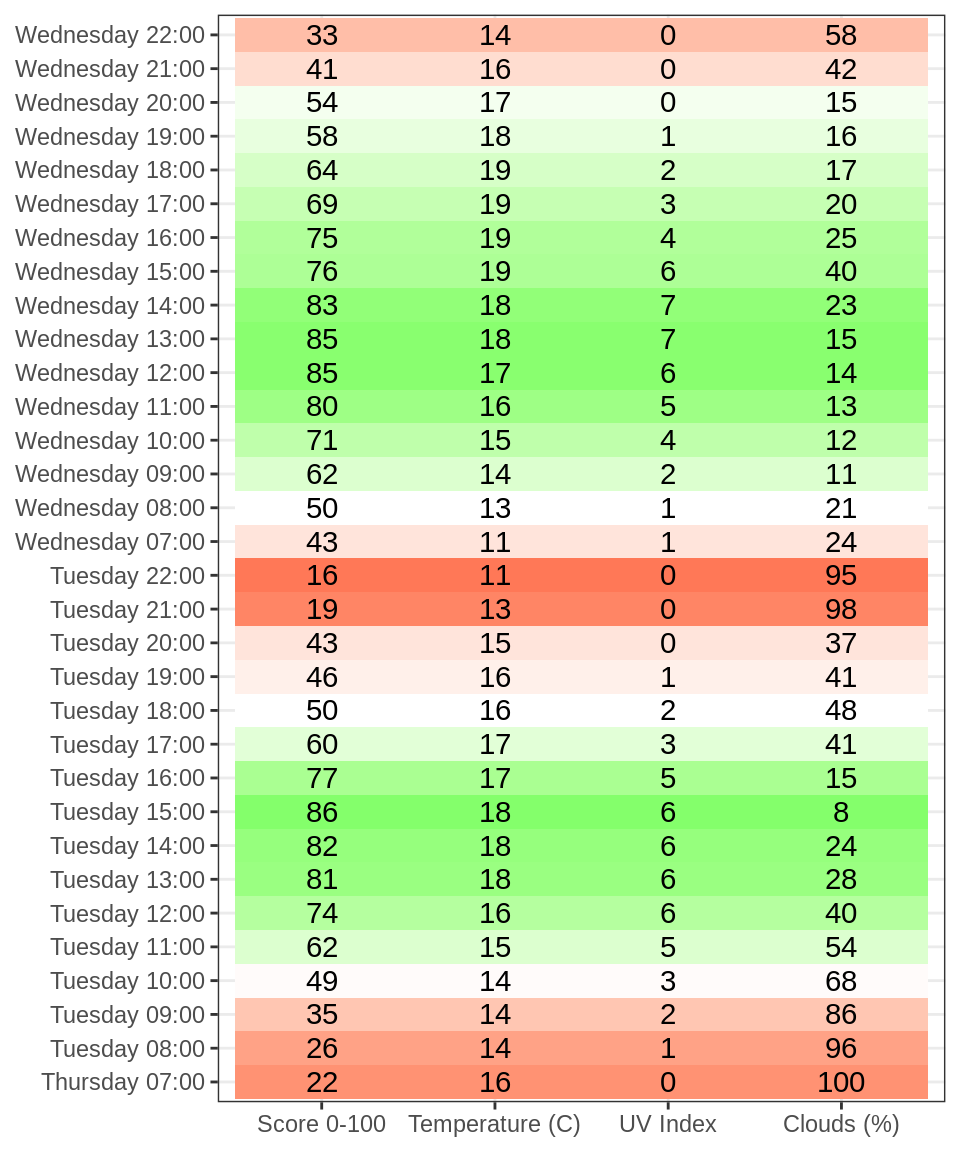 Wednesday 22:00 33 14 0 58
Wednesday 21:00 41 16 0 42
Wednesday 20:00 54 17 0 15
Wednesday 19:00 58 18 1 16
Wednesday 18:00 64 19 2 17
Wednesday 17:00 69 19 3 20
Wednesday 16:00 75 19 4 25
Wednesday 15:00 76 19 6 40
Wednesday 14:00 83 18 7 23
Wednesday 13:00 85 18 7 15
Wednesday 12:00 85 17 6 14
Wednesday 11:00 80 16 5 13
Wednesday 10:00 71 15 4 12
Wednesday 09:00 62 14 2 11
Wednesday 08:00 50 13 1 21
Wednesday 07:00 43 11 1 24
Tuesday 22:00 16 11 0 95
Tuesday 21:00 19 13 0 98
Tuesday 20:00 43 15 0 37
Tuesday 19:00 46 16 1 41
Tuesday 18:00 50 16 2 48
Tuesday 17:00 60 17 3 41
Tuesday 16:00 77 17 5 15
Tuesday 15:00 86 18 6 8
Tuesday 14:00 82 18 6 24
Tuesday 13:00 81 18 6 28
Tuesday 12:00 74 16 6 40
Tuesday 11:00 62 15 5 54
Tuesday 10:00 49 14 3 68
Tuesday 09:00 35 14 2 86
Tuesday 08:00 26 14 1 96
Thursday 07:00 22 16 0 100
Score 0-100 Temperature (C) UV Index Clouds (%)